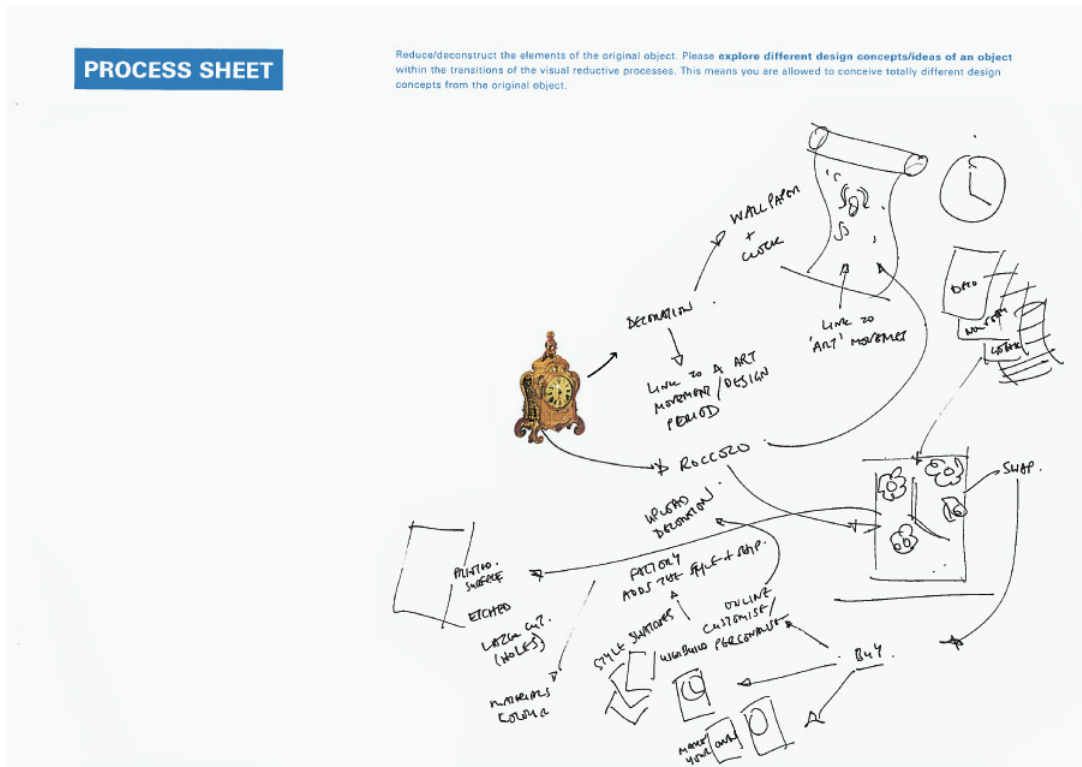 PROCESS SHEET
Reduce/deconstruct the elements of the original object. Please explore different design concepts/ideas of an object
within the transitions of the visual reductive processes. This means you are allowed to conceive totally different design
concepts from the original object.
WALLPAPER
+
CLOCK
DECORATION
LINK TO A ART
MOVEMENT/DESIGN
PERIOD
LINK TO
'ART' MOVEMENT
DECO
ROCCOCO
SWAP.
UPLOAD
DECORATION
FACTORY
ADDS THE STYLE + SHIP.
PRINTED
SURFACE
ETCHED
LAZER CUT.
(HOLES)
MATERIALS
COLOUR
STYLE SWATCHES
ONLINE
CUSTOMISE/
PERSONALISE
BUY.
MAKE
YOUR OWN